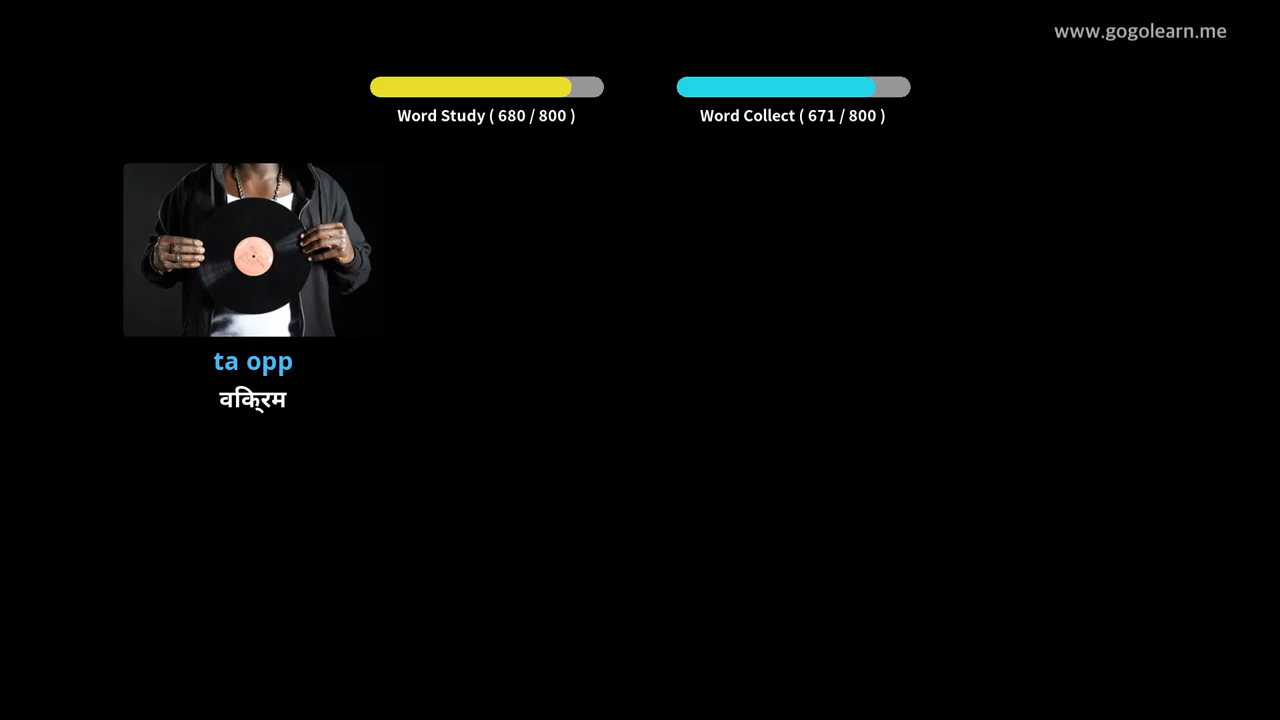 www.gogolearn.me
Word Study ( 680 / 800 )
Word Collect ( 671 / 800 )
ta opp
वक्रिम